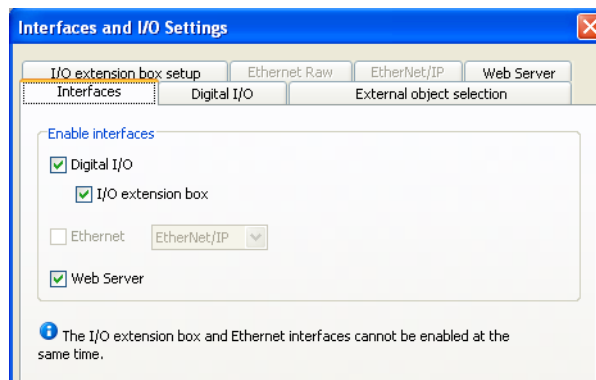 Interfaces and I/O Settings
I/O extension box setup
Ethernet Raw
EtherNet/IP
Web Server
Interfaces
Digital I/O
External object selection
Enable interfaces
Digital I/O
I/O extension box
Ethernet
EtherNet/IP
Web Server
The I/O extension box and Ethernet interfaces cannot be enabled at the
same time.